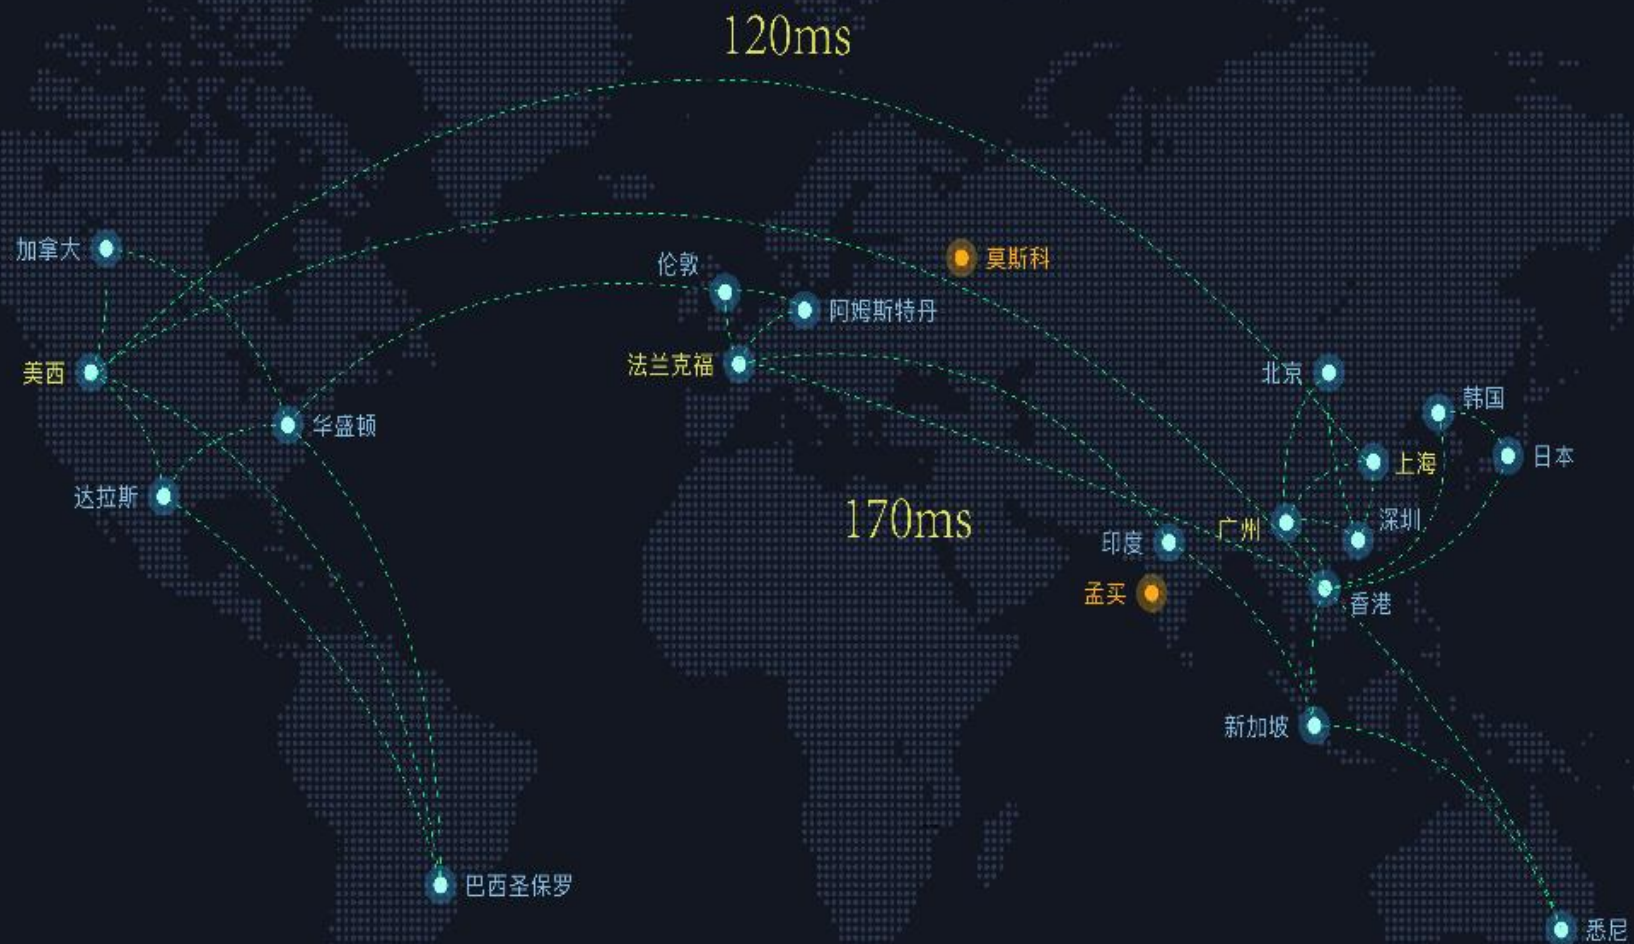 120ms
加拿大
伦敦
莫斯科
阿姆斯特丹
美西
法兰克福
北京
韩国
华盛顿
上海
日本
达拉斯
170ms
广州
深圳
印度
孟买
香港
新加坡
巴西圣保罗
悉尼